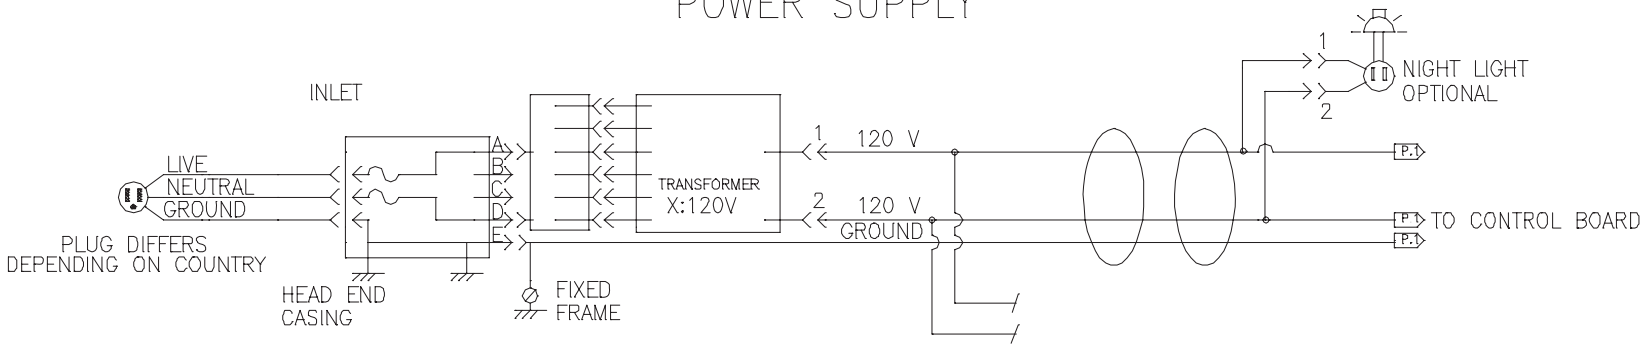 POWER SUPPLY
1
NIGHT LIGHT
OPTIONAL
2
INLET
A
B
C
D
E
1
120 V
P.1
LIVE
NEUTRAL
GROUND
TRANSFORMER
X:120V
2
120 V
GROUND
P.1
TO CONTROL BOARD
P.1
PLUG DIFFERS
DEPENDING ON COUNTRY
HEAD END
CASING
FIXED
FRAME